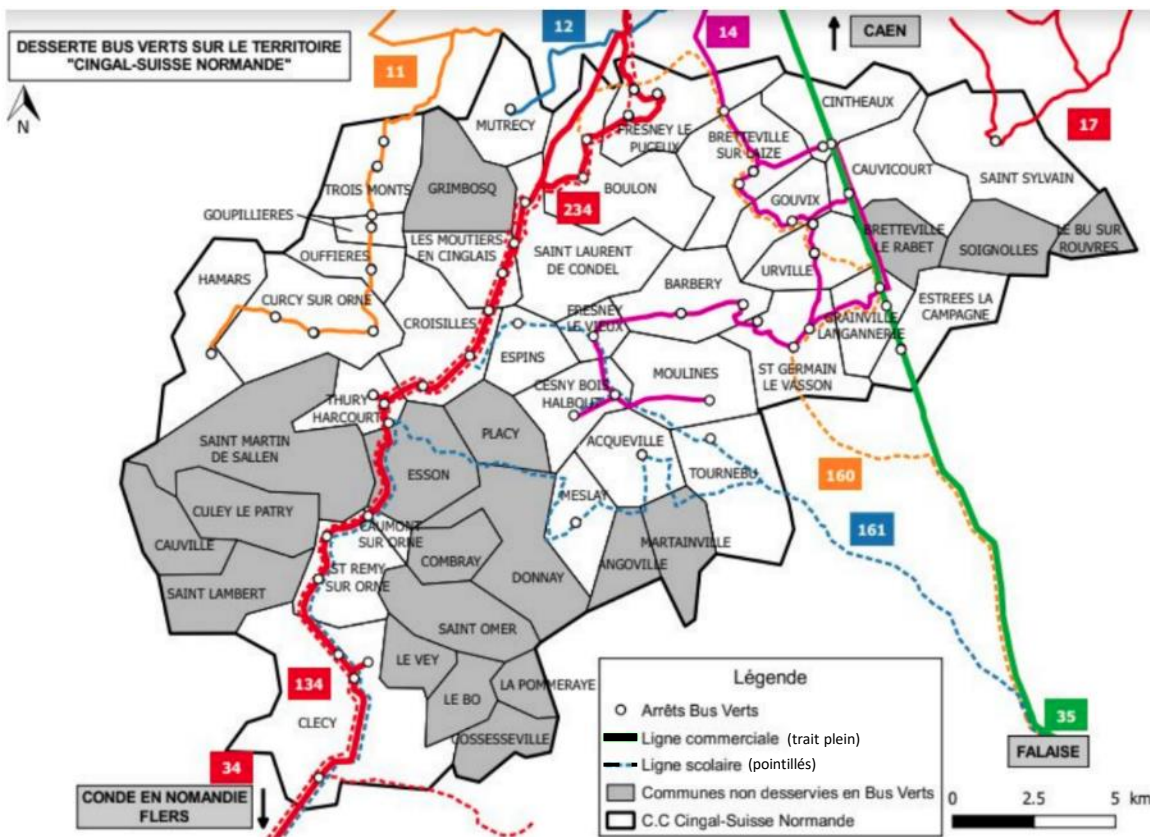 DESSERTE BUS VERTS SUR LE TERRITOIRE
"CINGAL-SUISSE NORMANDE"
N
11
12
14
CAEN
17
MUTRECY
CINTHEAUX
FRESNEY LE
PUCEUX
BRETTEVILLE
SUR LAIZE
CAUVICOURT
SAINT SYLVAIN
TROIS MONTS
GRIMBOSQ
BOULON
GOUPILLIERES
234
GOUVIX
BRETTEVILLE
LE RABET
SOIGNOLLES
LE BU SUR
ROUVRES
OUFFIERES
LES MOUTIERS
EN CINGLAIS
SAINT LAURENT
DE CONDEL
HAMARS
URVILLE
CURCY SUR ORNE
BARBERY
ESTREES LA
CAMPAGNE
CROISILLES
FRESNEY
LE VIEUX
GRAINVILLE
LANGANNERIE
ESPINS
CESNY BOIS
HALBOUT
MOULINES
ST GERMAIN
LE VASSON
THURY
HARCOURT
SAINT MARTIN
DE SALLEN
PLACY
ACQUEVILLE
ESSON
TOURNEBU
160
MESLAY
CULEY LE PATRY
161
CAUMONT
SUR ORNE
CAUVILLE
MARTAINVILLE
COMBRAY
ANGOVILLE
ST REMY
SUR ORNE
DONNAY
SAINT LAMBERT
SAINT OMER
LE VEY
134
LE BO
LA POMMERAYE
CLECY
COSSESSEVILLE
34
CONDE EN NOMANDIE
FLERS
35
FALAISE
Légende
Arrêts Bus Verts
Ligne commerciale (trait plein)
Ligne scolaire (pointillés)
Communes non desservies en Bus Verts
C.C Cingal-Suisse Normande
0 2.5 5 km